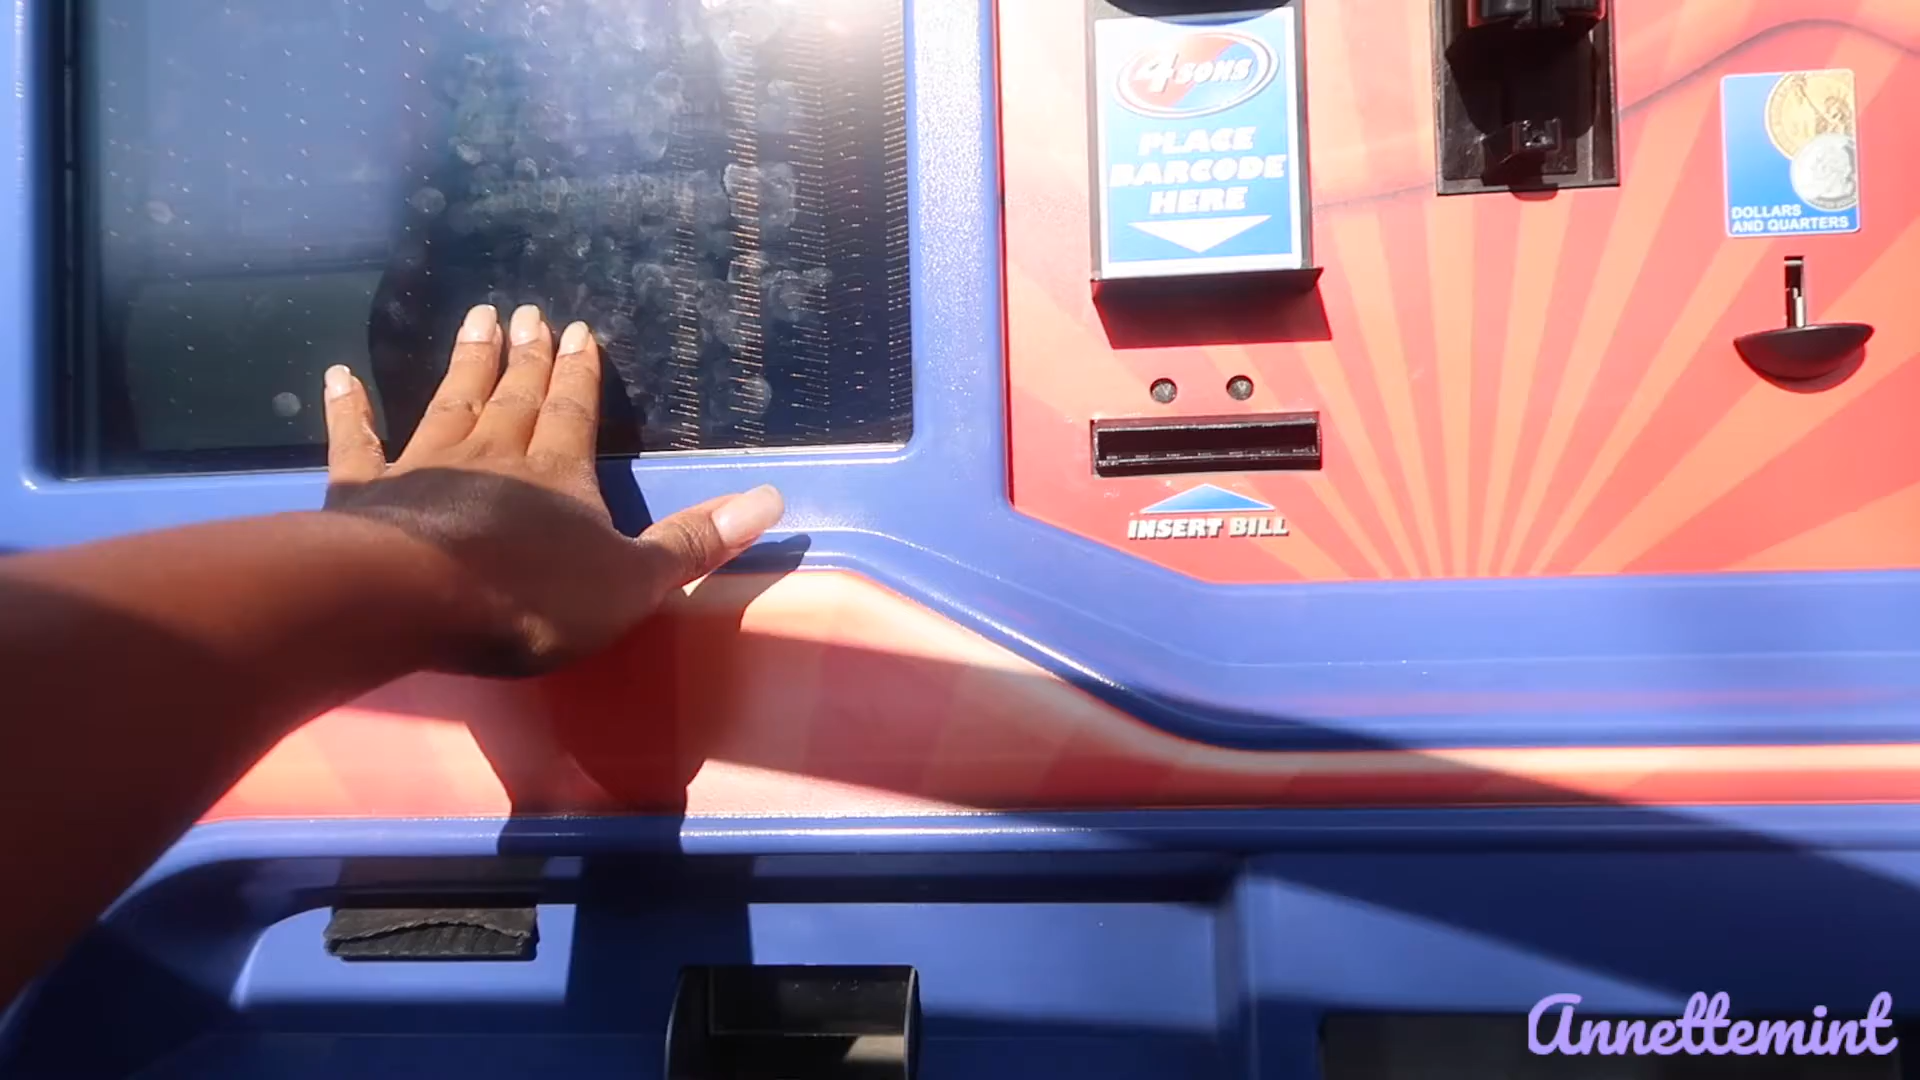 4 SONS
PLACE
BARCODE
HERE
DOLLARS
AND QUARTERS
INSERT BILL
Annettemint